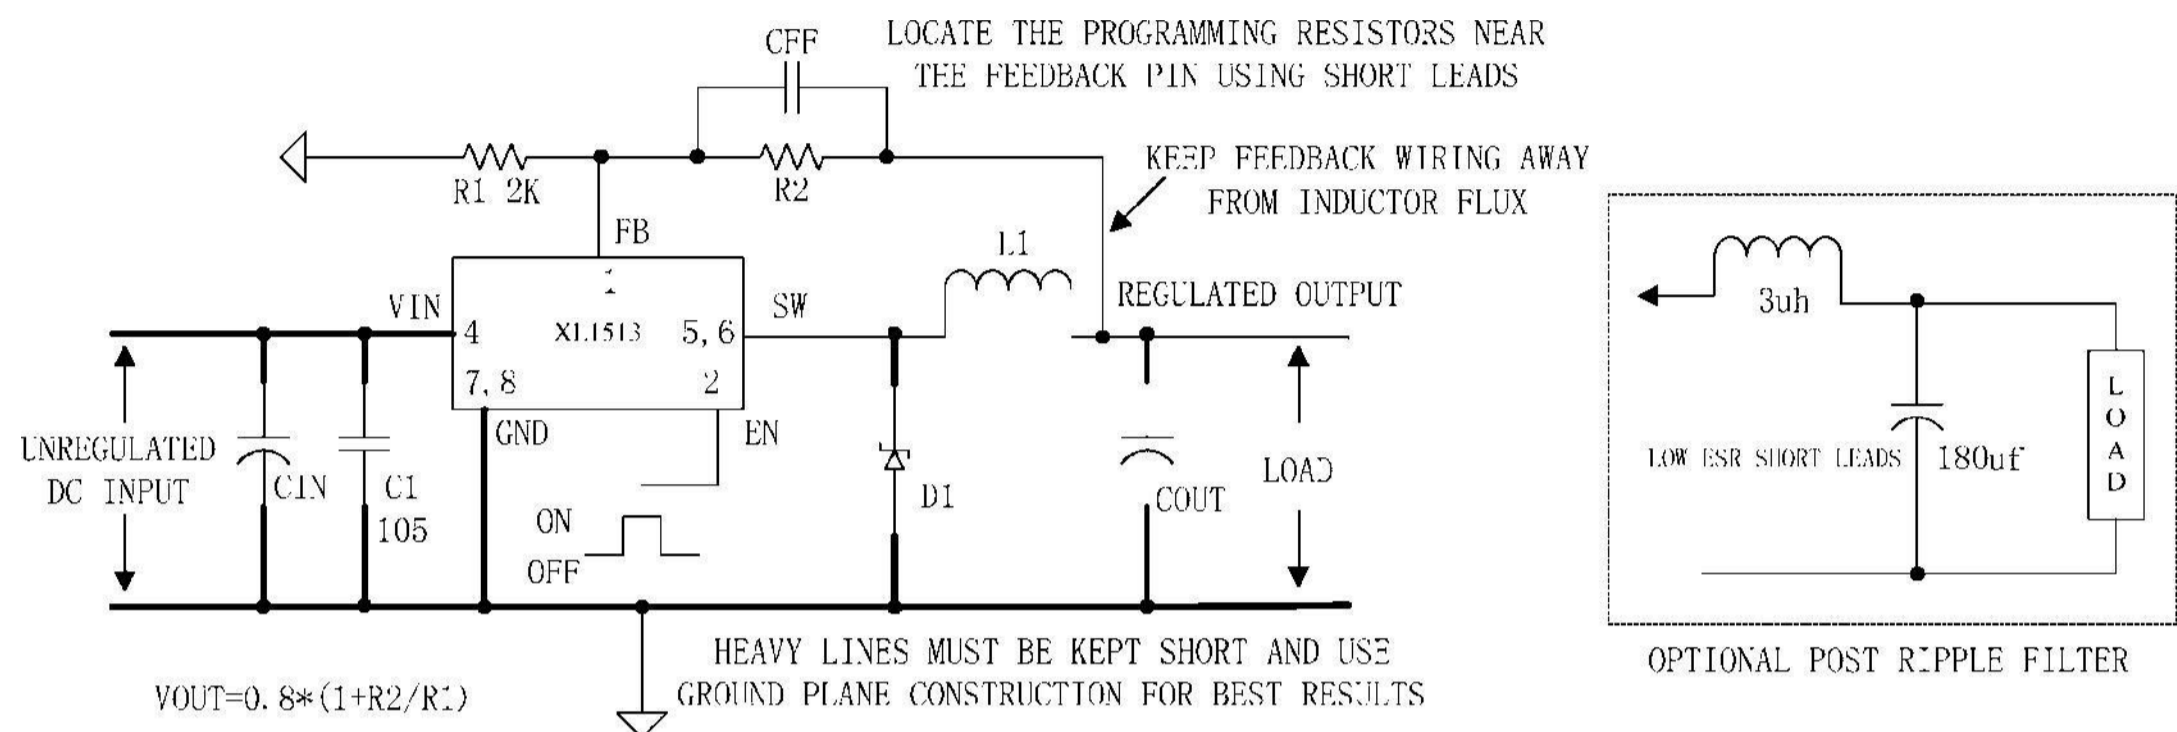 CFF
LOCATE THE PROGRAMMING RESISTORS NEAR
THE FEEDBACK PIN USING SHORT LEADS
R1 2K
R2
KEEP FEEDBACK WIRING AWAY
FROM INDUCTOR FLUX
FB
L1
VIN
1
SW
REGULATED OUTPUT
4
XL1513
5, 6
7, 8
2
GND
EN
UNREGULATED
DC INPUT
CIN
C1
105
ON
OFF
D1
COUT
LOAD
3uh
LOW ESR SHORT LEADS
180uf
LOAD
HEAVY LINES MUST BE KEPT SHORT AND USE
GROUND PLANE CONSTRUCTION FOR BEST RESULTS
VOUT=0.8*(1+R2/R1)
OPTIONAL POST RIPPLE FILTER